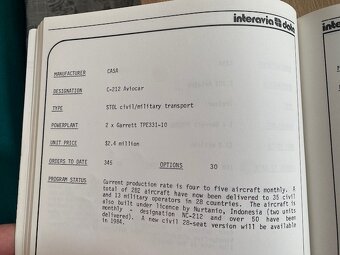 interavia data
MANUFACTURER CASA
DESIGNATION C-212 Aviocar
TYPE STOL civil/military transport
POWERPLANT 2 x Garrett TPE331-10
UNIT PRICE $2.4 million
ORDERS TO DATE 345 OPTIONS 30
PROGRAM STATUS Current production rate is four to five aircraft monthly. A
total of 282 aircraft have now been delivered to 35 civil
and 13 military operators in 28 countries. The aircraft is
also built under licence by Nurtanio, Indonesia (two units
monthly - designation NC-212 and over 50 have been
delivered). A new civil 28-seat version will be available
in 1984.